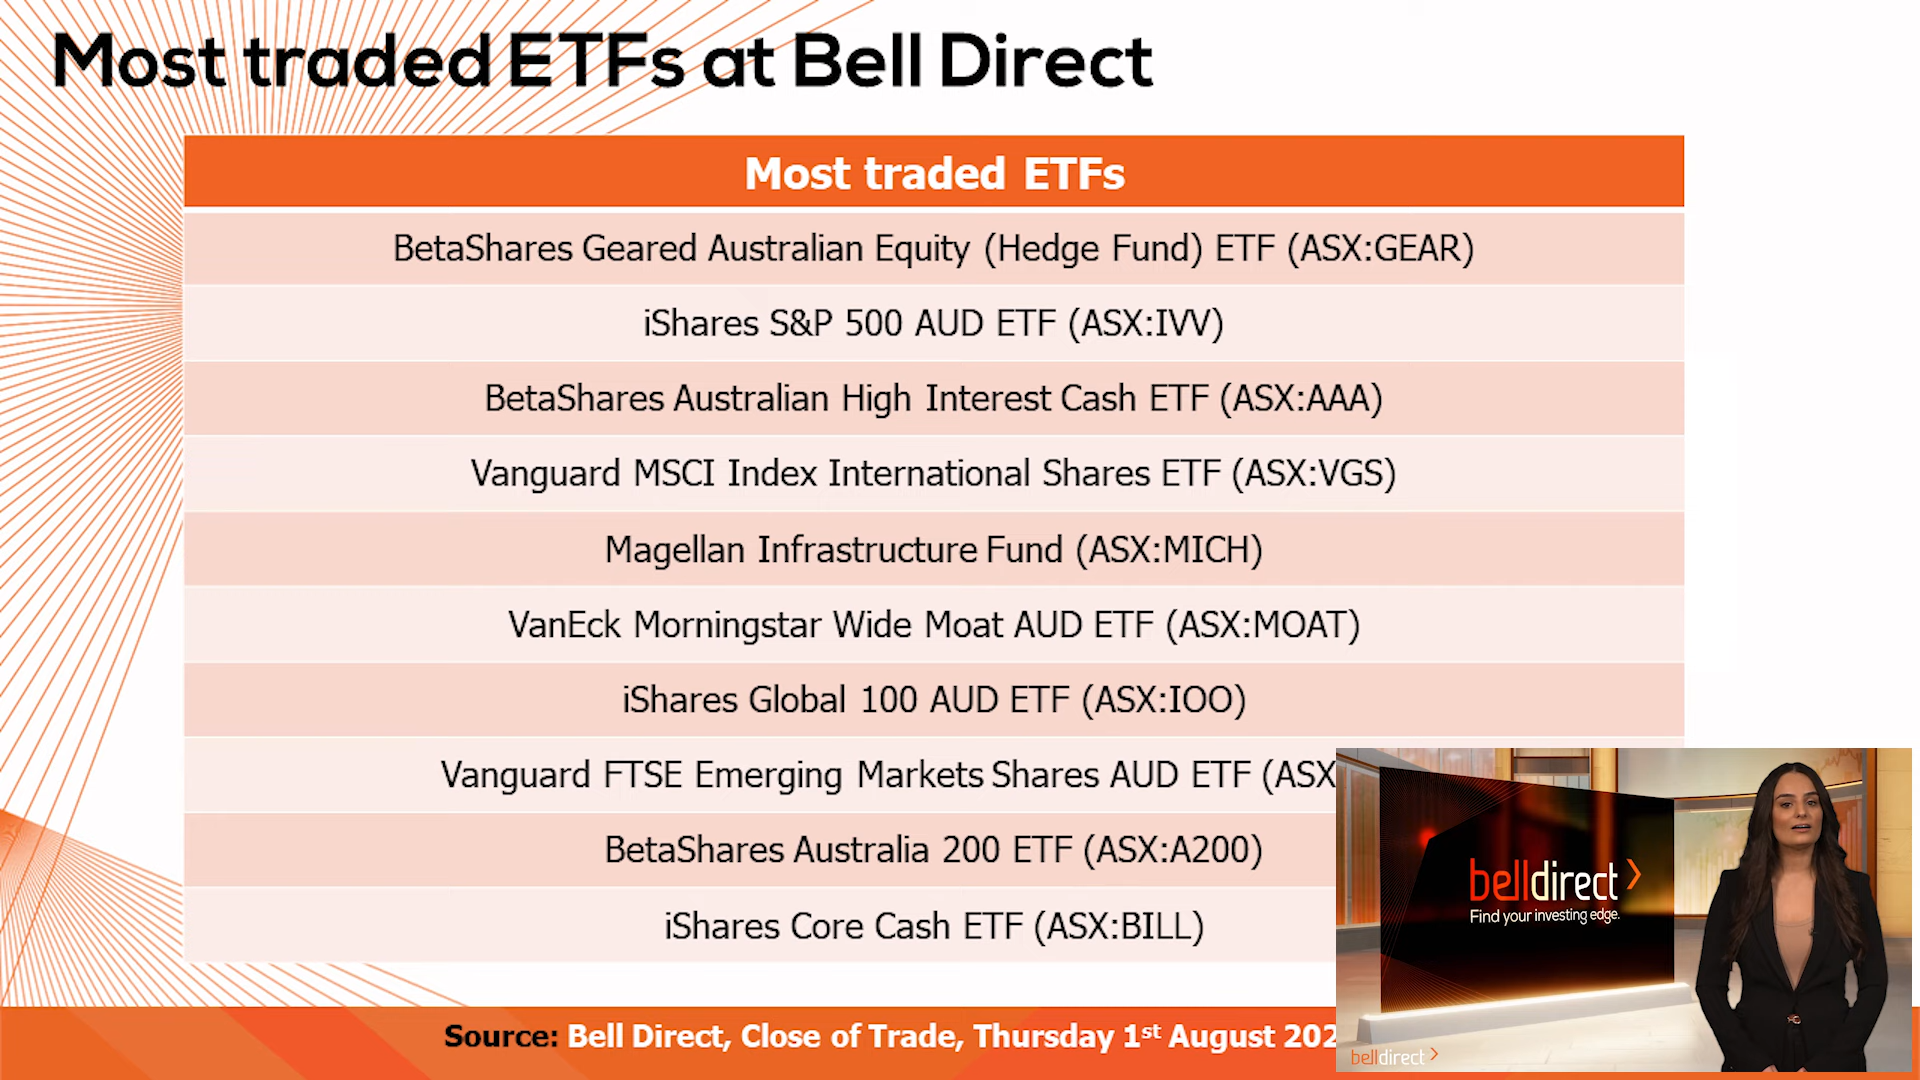 Most traded ETFs at Bell Direct
Most traded ETFs
BetaShares Geared Australian Equity (Hedge Fund) ETF (ASX:GEAR)
iShares S&P 500 AUD ETF (ASX:IVV)
BetaShares Australian High Interest Cash ETF (ASX:AAA)
Vanguard MSCI Index International Shares ETF (ASX:VGS)
Magellan Infrastructure Fund (ASX:MICH)
VanEck Morningstar Wide Moat AUD ETF (ASX:MOAT)
iShares Global 100 AUD ETF (ASX:IOO)
Vanguard FTSE Emerging Markets Shares AUD ETF (ASX
BetaShares Australia 200 ETF (ASX:A200)
iShares Core Cash ETF (ASX:BILL)
Source: Bell Direct, Close of Trade, Thursday 1st August 202
belldirect
Find your investing edge.
belldirect